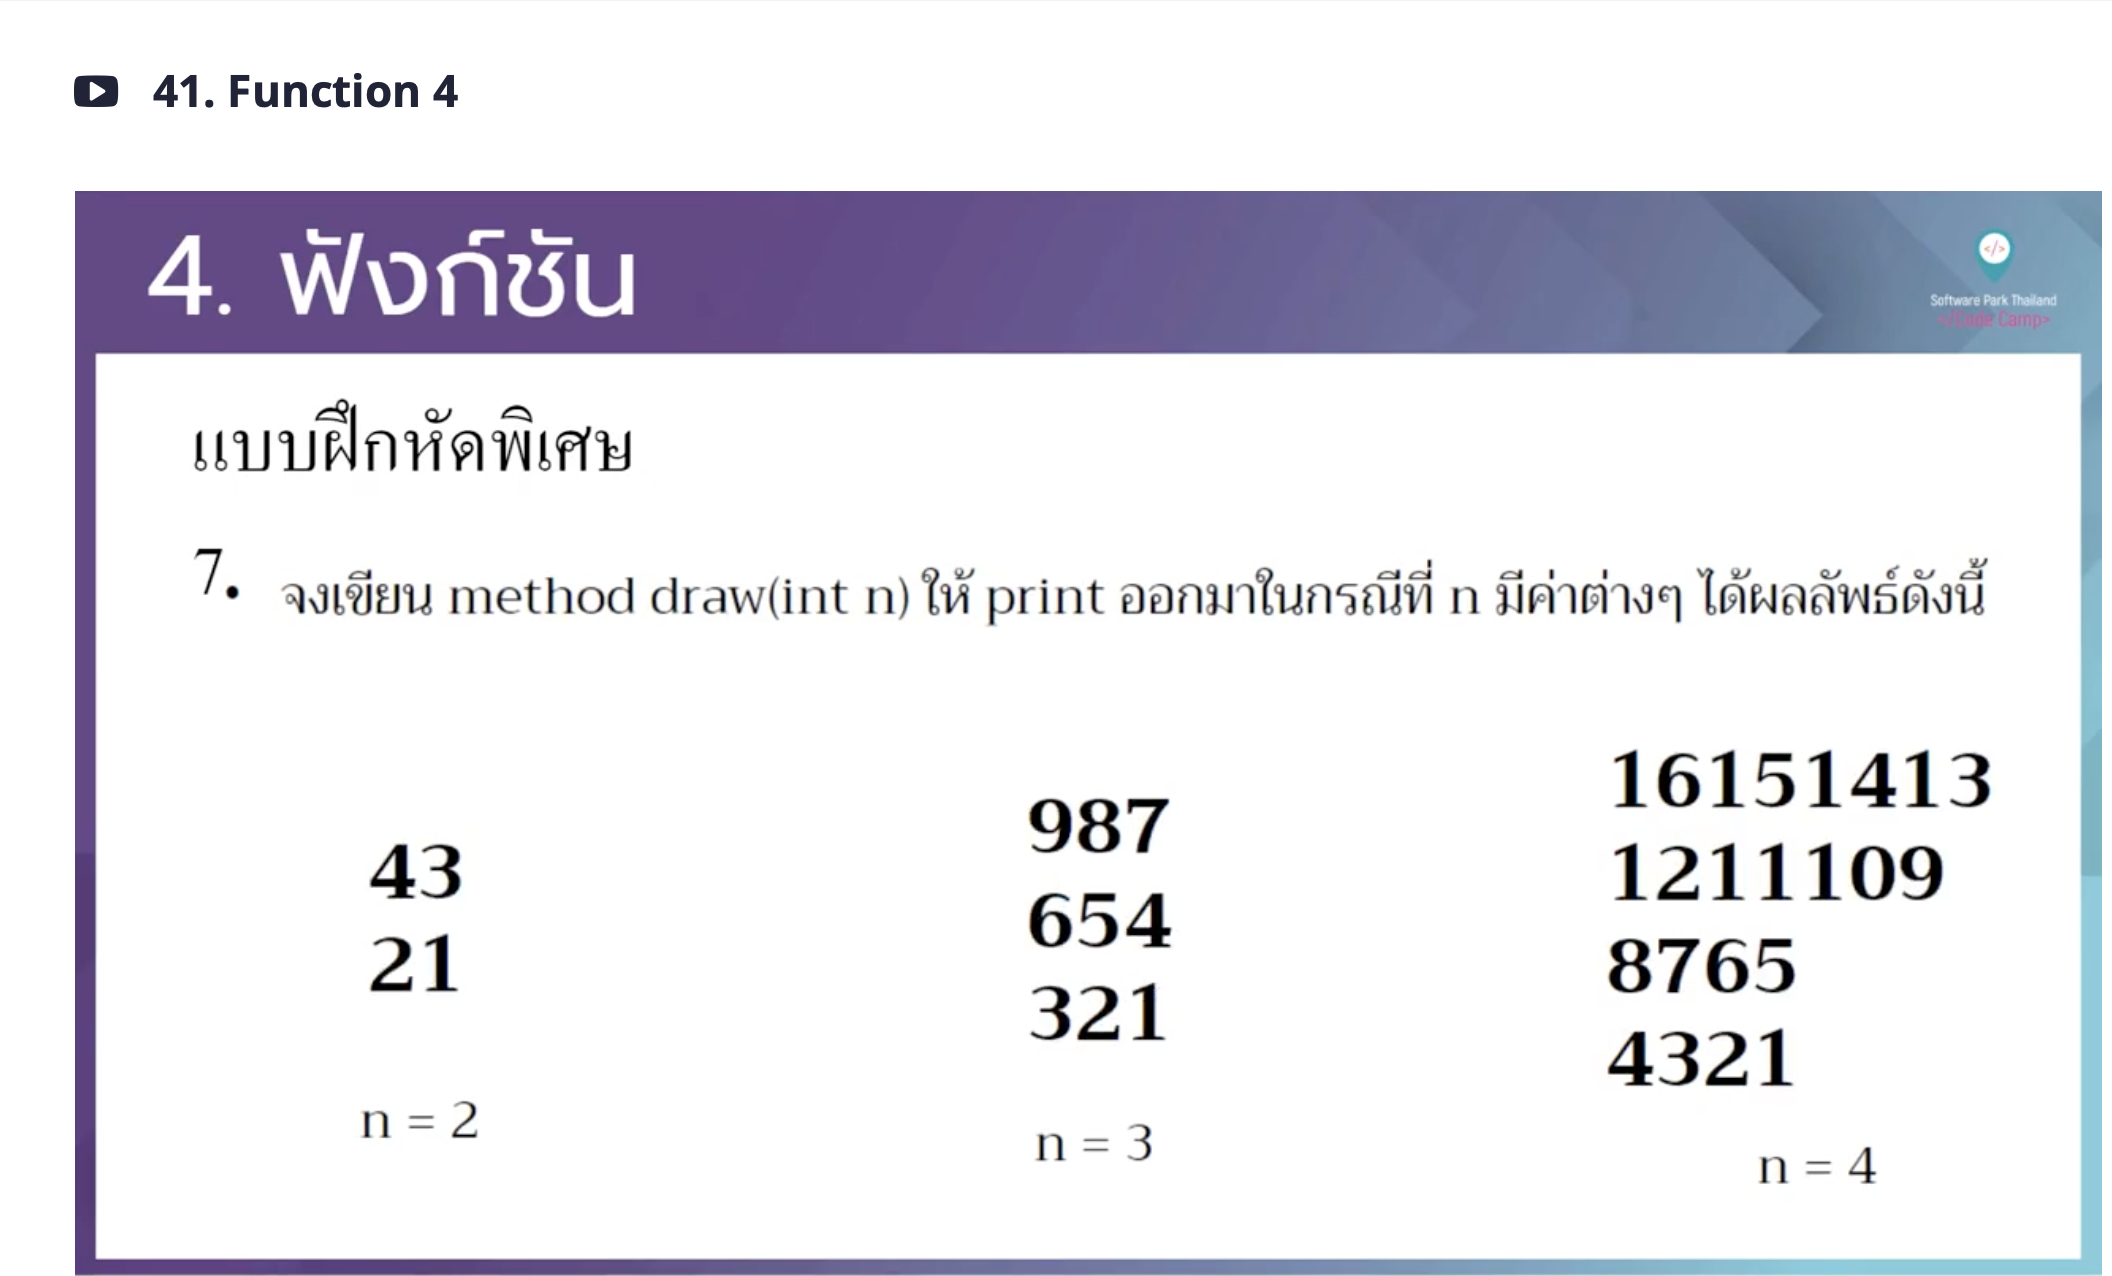 41. Function 4
4. ฟังก์ชัน
Software Park Thailand
</Code Camp>
แบบฝึกหัดพิเศษ
7. จงเขียน method draw(int n) ให้ print ออกมาในกรณีที่ n มีค่าต่างๆ ได้ผลลัพธ์ดังนี้
43
21
n = 2
987
654
321
n = 3
16151413
1211109
8765
4321
n = 4